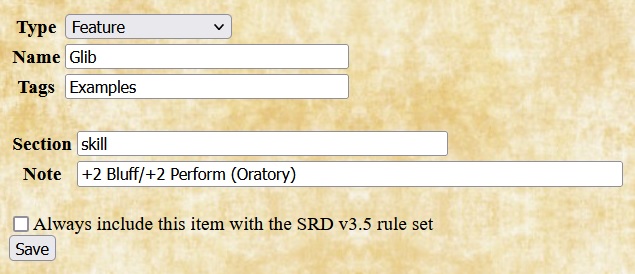 Type Feature
Name Glib
Tags Examples
Section skill
Note +2 Bluff/+2 Perform (Oratory)
Always include this item with the SRD v3.5 rule set
Save